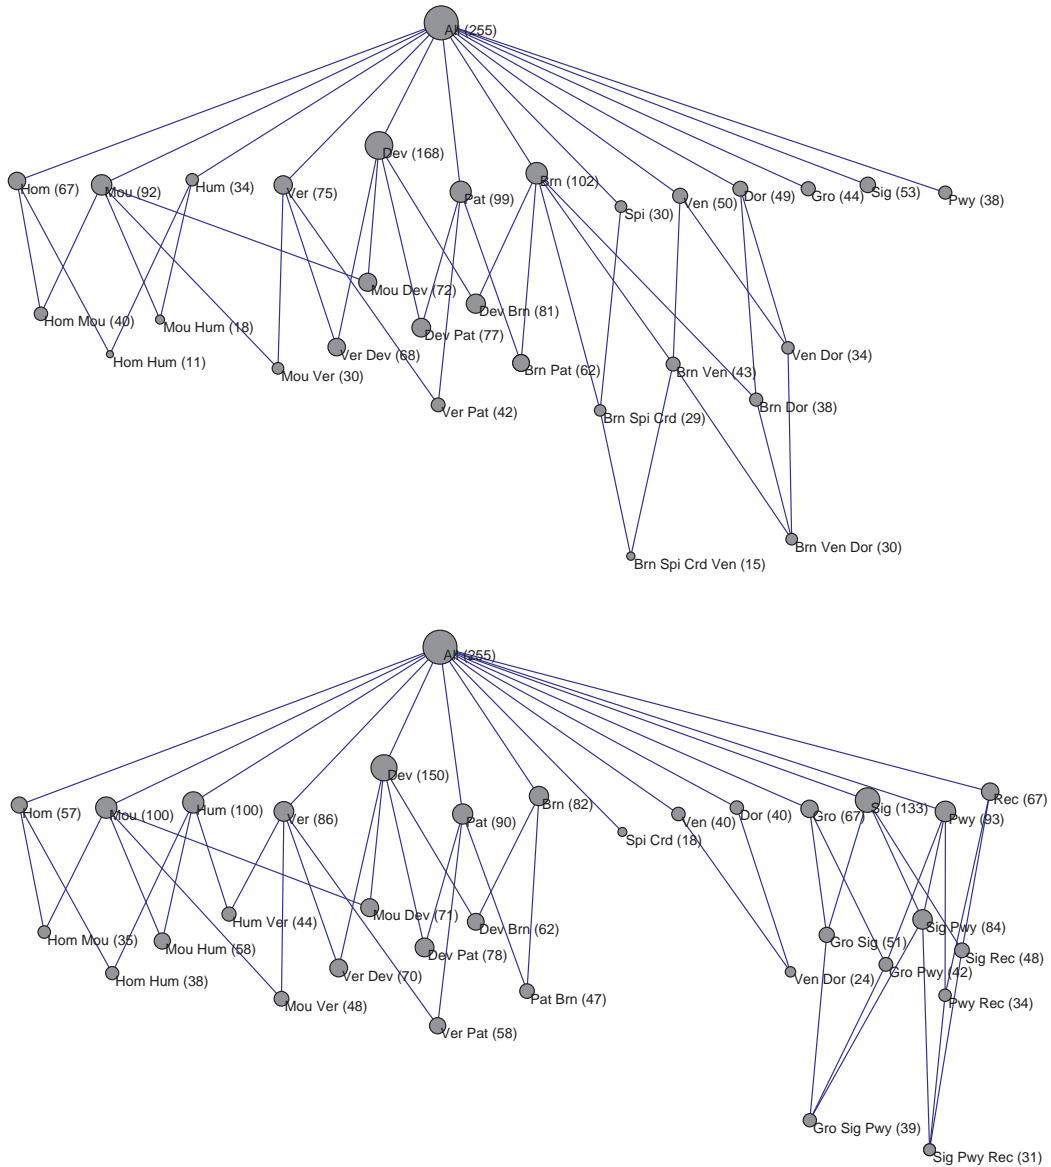 All (255)
Dev (168)
Hom (67)
Mou (92)
Hum (34)
Ver (75)
Pat (99)
Brn (102)
Spi (30)
Ven (50)
Dor (49)
Gro (44)
Sig (53)
Pwy (38)
Mou Dev (72)
Dev Brn (81)
Hom Mou (40)
Mou Hum (18)
Dev Pat (77)
Hom Hum (11)
Ver Dev (68)
Ven Dor (34)
Mou Ver (30)
Brn Pat (62)
Brn Ven (43)
Ver Pat (42)
Brn Spi Crd (29)
Brn Dor (38)
Brn Ven Dor (30)
Brn Spi Crd Ven (15)
All (255)
Dev (150)
Hom (57)
Mou (100)
Hum (100)
Ver (86)
Pat (90)
Brn (82)
Spi Crd (18)
Ven (40)
Dor (40)
Gro (67)
Sig (133)
Pwy (93)
Rec (67)
Hom Mou (35)
Mou Hum (58)
Hum Ver (44)
Mou Dev (71)
Dev Brn (62)
Dev Pat (78)
Gro Sig (51)
Sig Pwy (84)
Sig Rec (48)
Hom Hum (38)
Ver Dev (70)
Ven Dor (24)
Gro Pwy (42)
Mou Ver (48)
Pat Brn (47)
Pwy Rec (34)
Ver Pat (58)
Gro Sig Pwy (39)
Sig Pwy Rec (31)